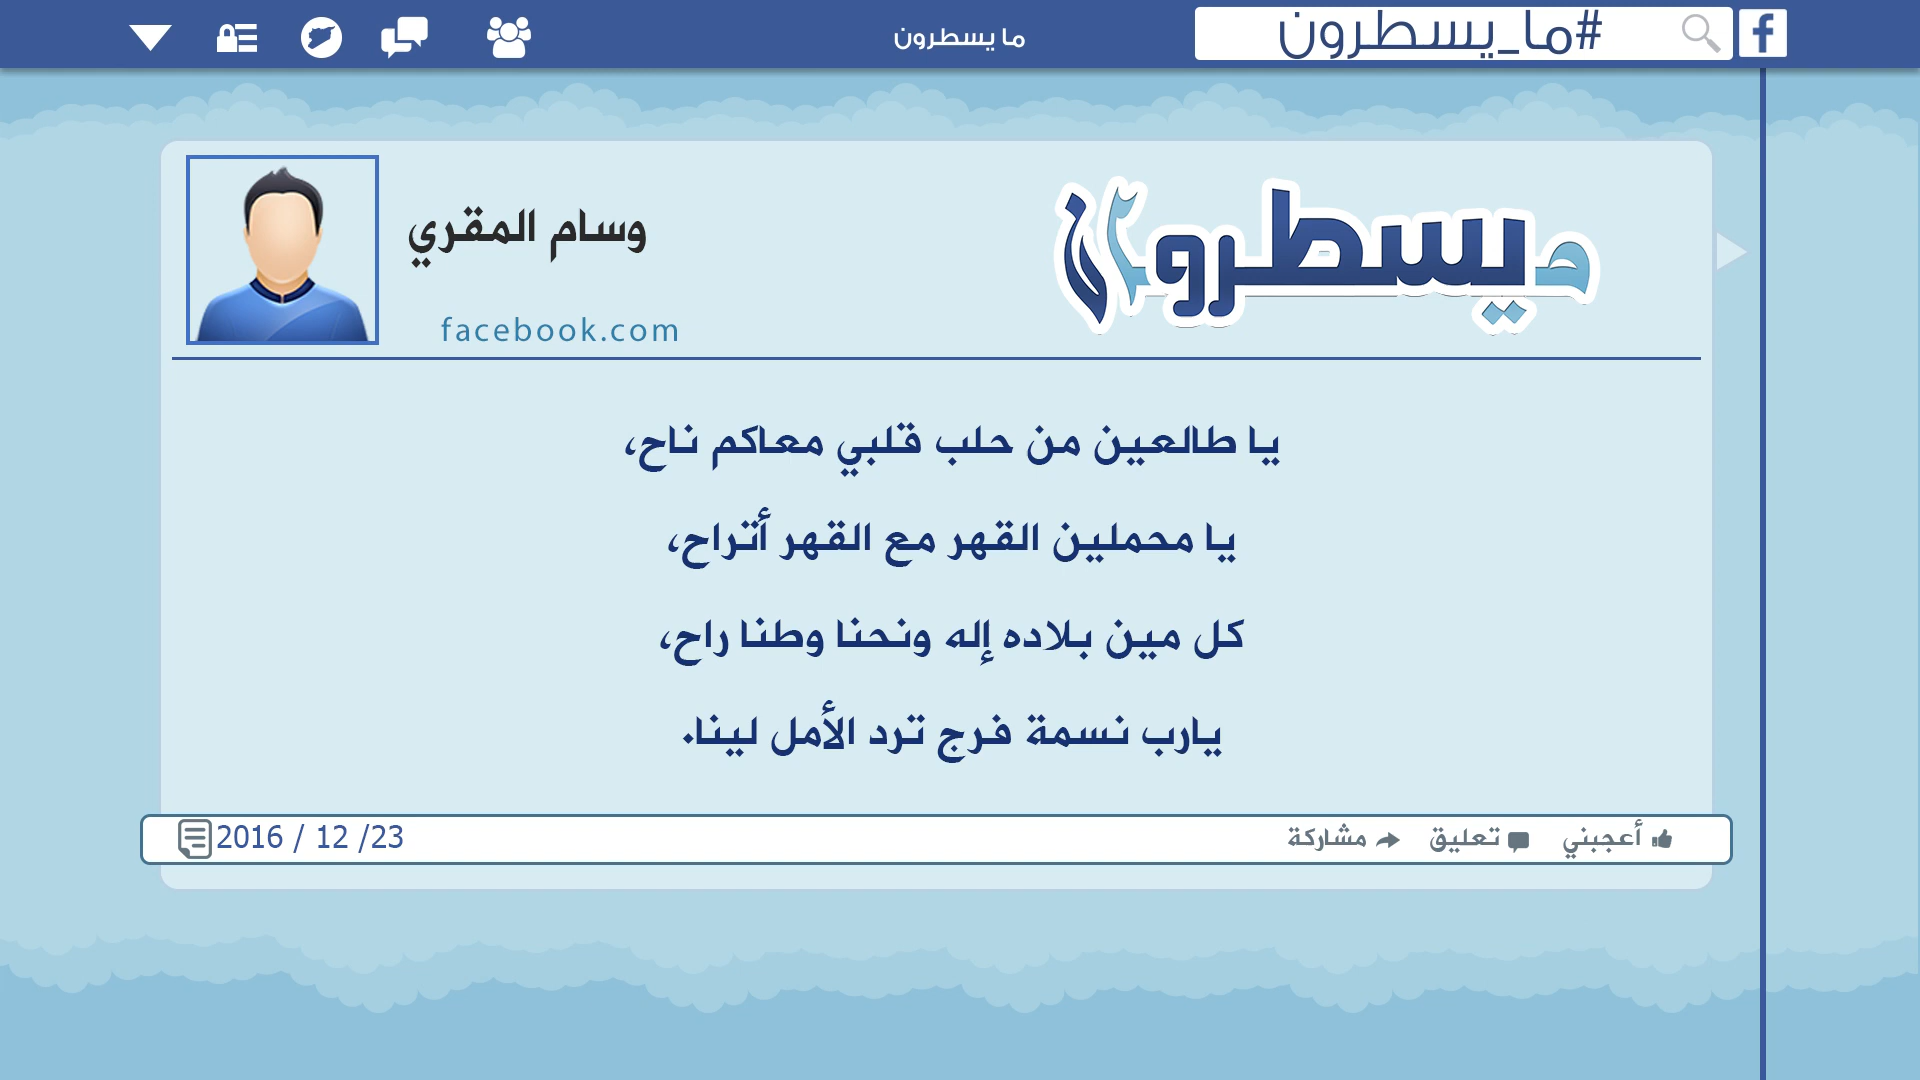 #ما_يسطرون
ما يسطرون
ما يسطرون
وسام المقري
facebook.com
يا طالعين من حلب قلبي معاكم ناح،
يا محملين القهر مع القهر أتراح،
كل مين بلاده إله ونحنا وطنا راح،
يارب نسمة فرج ترد الأمل لينا.
أعجبني تعليق مشاركة
2016 / 12 /23